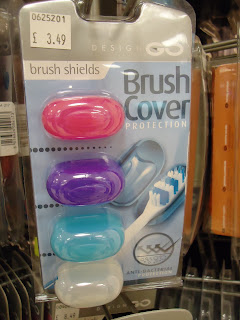 0625201
£ 3.49
DESIGN GO
brush shields
Brush
Cover
PROTECTION
ANTI-BACTERIAL